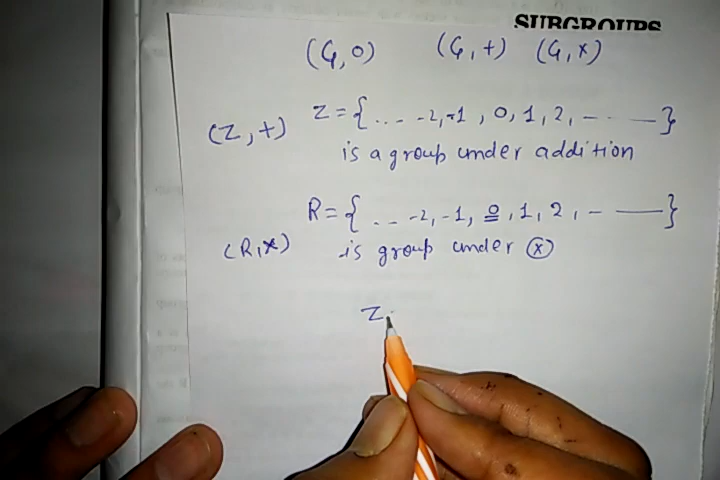 SUBGROUPS
(G, o) (G, +) (G, x)
(Z, +) Z = { ... -2, -1, 0, 1, 2, — . — }
is a group under addition
R = { ... -2, -1, 0, 1, 2, — — }
(R, x) is group under (x)
Z